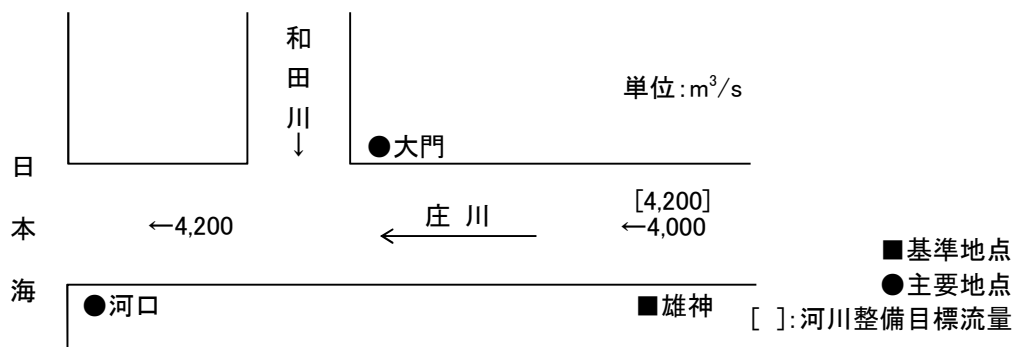 和田川
↓
単位:m³/s
●大門
日本海
[4,200]
←4,200
庄川
←
←4,000
■基準地点
●主要地点
●河口
■雄神
[ ]:河川整備目標流量